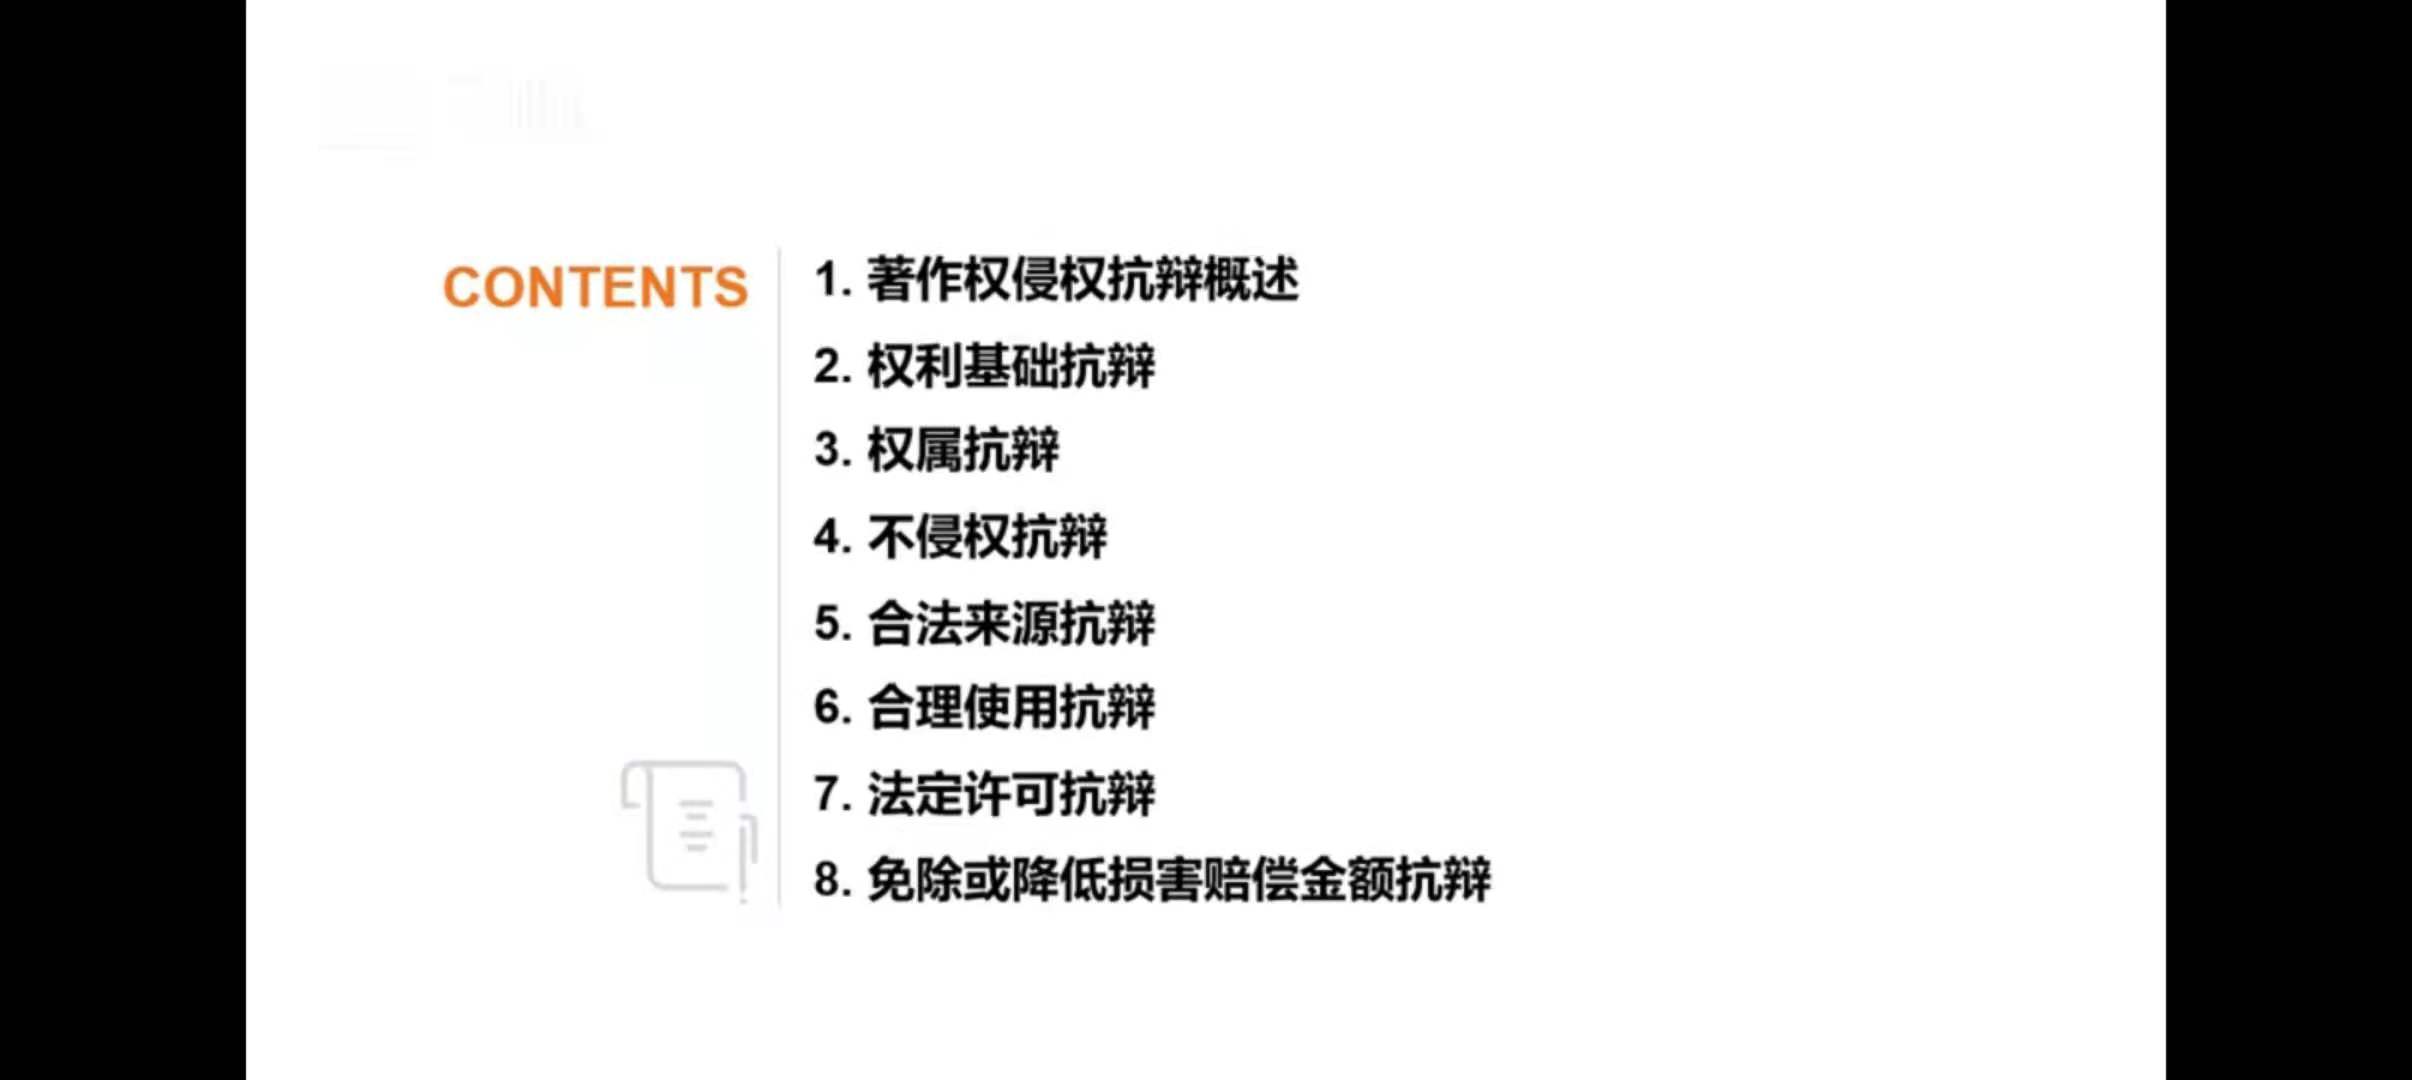 CONTENTS
1. 著作权侵权抗辩概述
2. 权利基础抗辩
3. 权属抗辩
4. 不侵权抗辩
5. 合法来源抗辩
6. 合理使用抗辩
7. 法定许可抗辩
8. 免除或降低损害赔偿金额抗辩